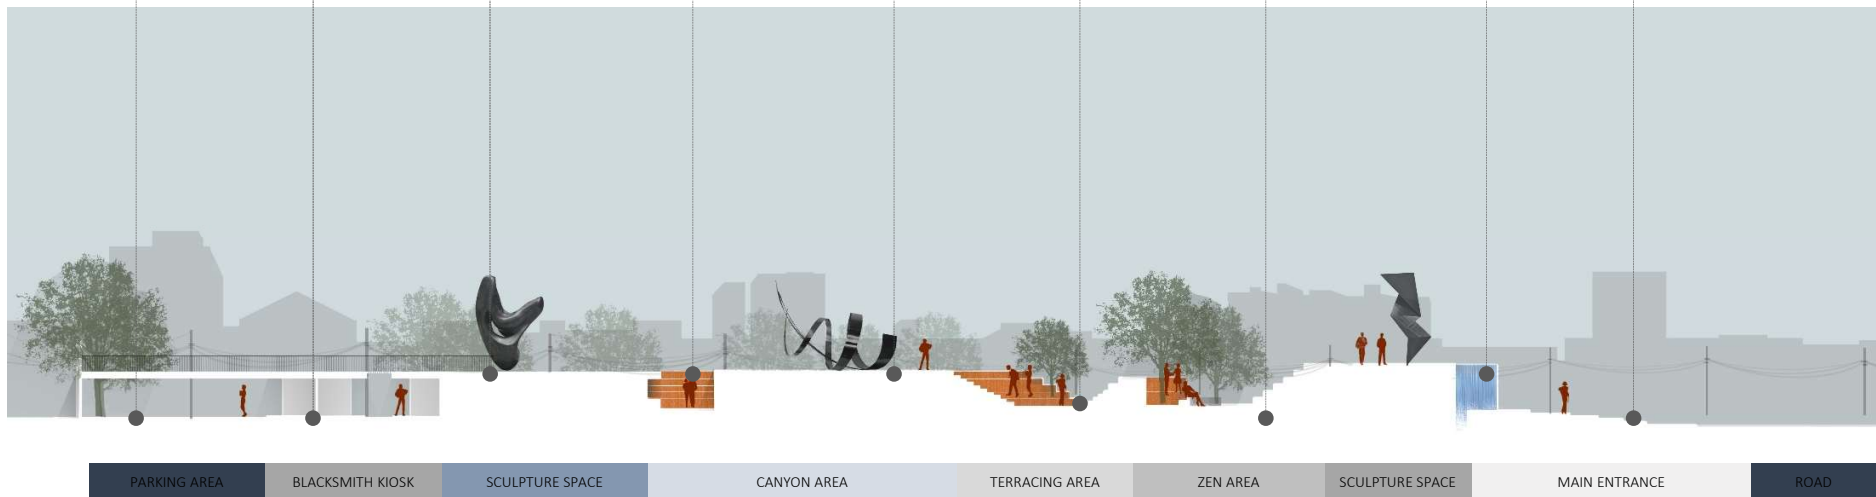 PARKING AREA
BLACKSMITH KIOSK
SCULPTURE SPACE
CANYON AREA
TERRACING AREA
ZEN AREA
SCULPTURE SPACE
MAIN ENTRANCE
ROAD